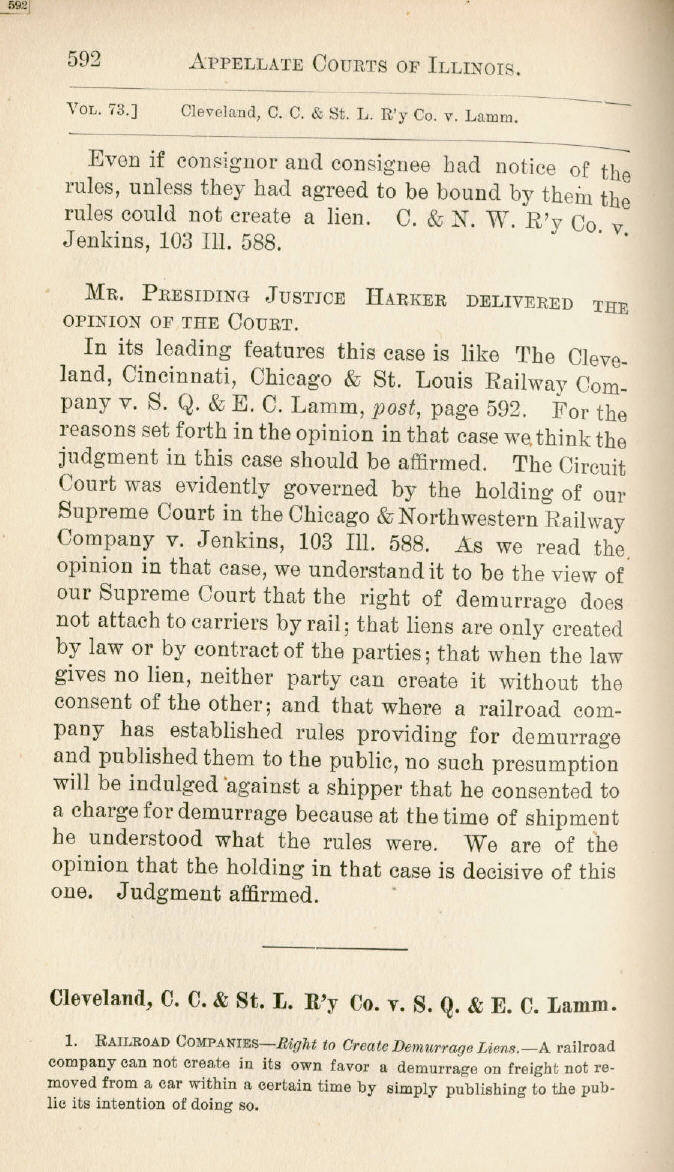 592
592 APPELLATE COURTS OF ILLINOIS.
VOL. 73.] Cleveland, C. C. & St. L. R'y Co. v. Lamm.
Even if consignor and consignee had notice of the
rules, unless they had agreed to be bound by them the
rules could not create a lien. C. & N. W. R'y Co. v.
Jenkins, 103 Ill. 588.
MR. PRESIDING JUSTICE HARKER DELIVERED THE
OPINION OF THE COURT.
In its leading features this case is like The Cleve-
land, Cincinnati, Chicago & St. Louis Railway Com-
pany v. S. Q. & E. C. Lamm, post, page 592. For the
reasons set forth in the opinion in that case we think the
judgment in this case should be affirmed. The Circuit
Court was evidently governed by the holding of our
Supreme Court in the Chicago & Northwestern Railway
Company v. Jenkins, 103 Ill. 588. As we read the
opinion in that case, we understand it to be the view of
our Supreme Court that the right of demurrage does
not attach to carriers by rail; that liens are only created
by law or by contract of the parties; that when the law
gives no lien, neither party can create it without the
consent of the other; and that where a railroad com-
pany has established rules providing for demurrage
and published them to the public, no such presumption
will be indulged against a shipper that he consented to
a charge for demurrage because at the time of shipment
he understood what the rules were. We are of the
opinion that the holding in that case is decisive of this
one. Judgment affirmed.
Cleveland, C. C. & St. L. R'y Co. v. S. Q. & E. C. Lamm.
1. RAILROAD COMPANIES—Right to Create Demurrage Liens.—A railroad
company can not create in its own favor a demurrage on freight not re-
moved from a car within a certain time by simply publishing to the pub-
lic its intention of doing so.